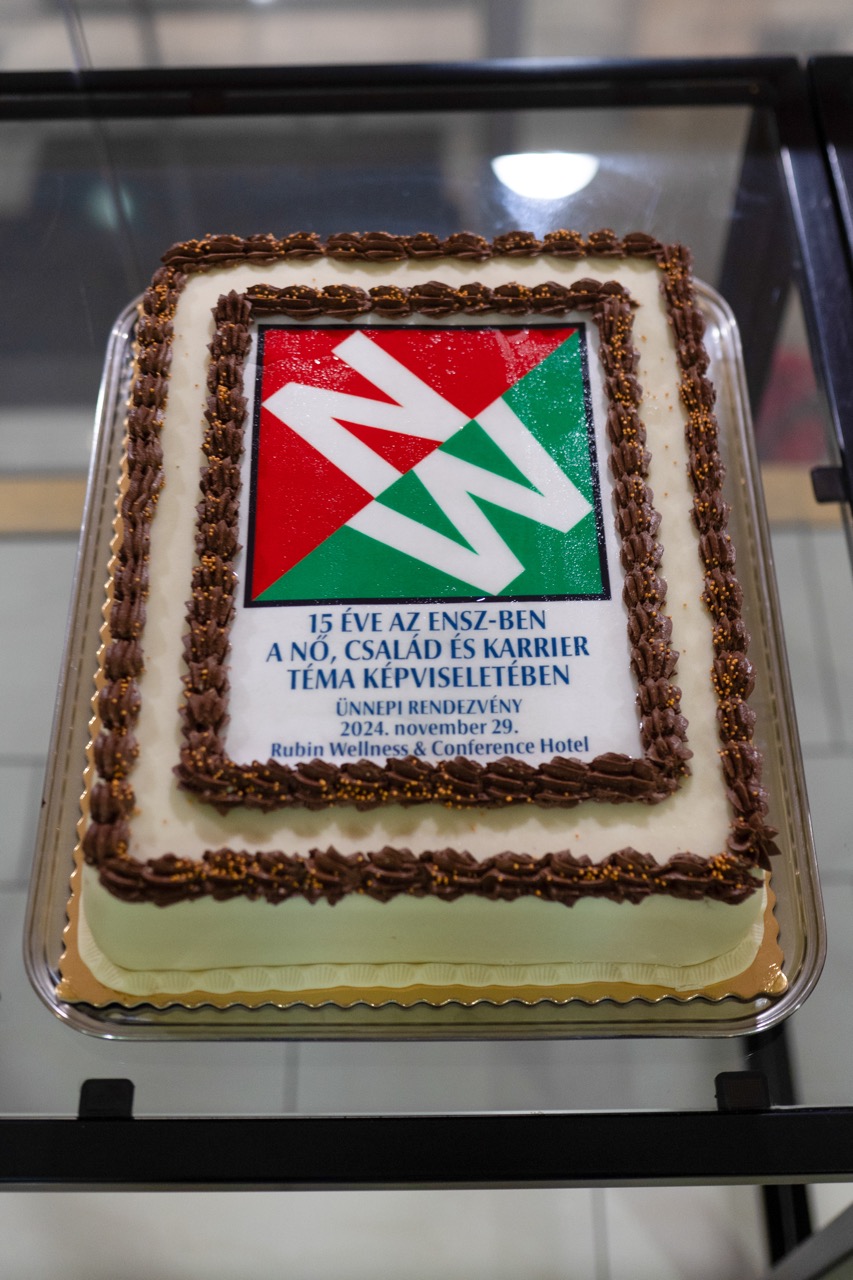 NW
15 ÉVE AZ ENSZ-BEN
A NŐ, CSALÁD ÉS KARRIER
TÉMA KÉPVISELETÉBEN
ÜNNEPI RENDEZVÉNY
2024. november 29.
Rubin Wellness & Conference Hotel